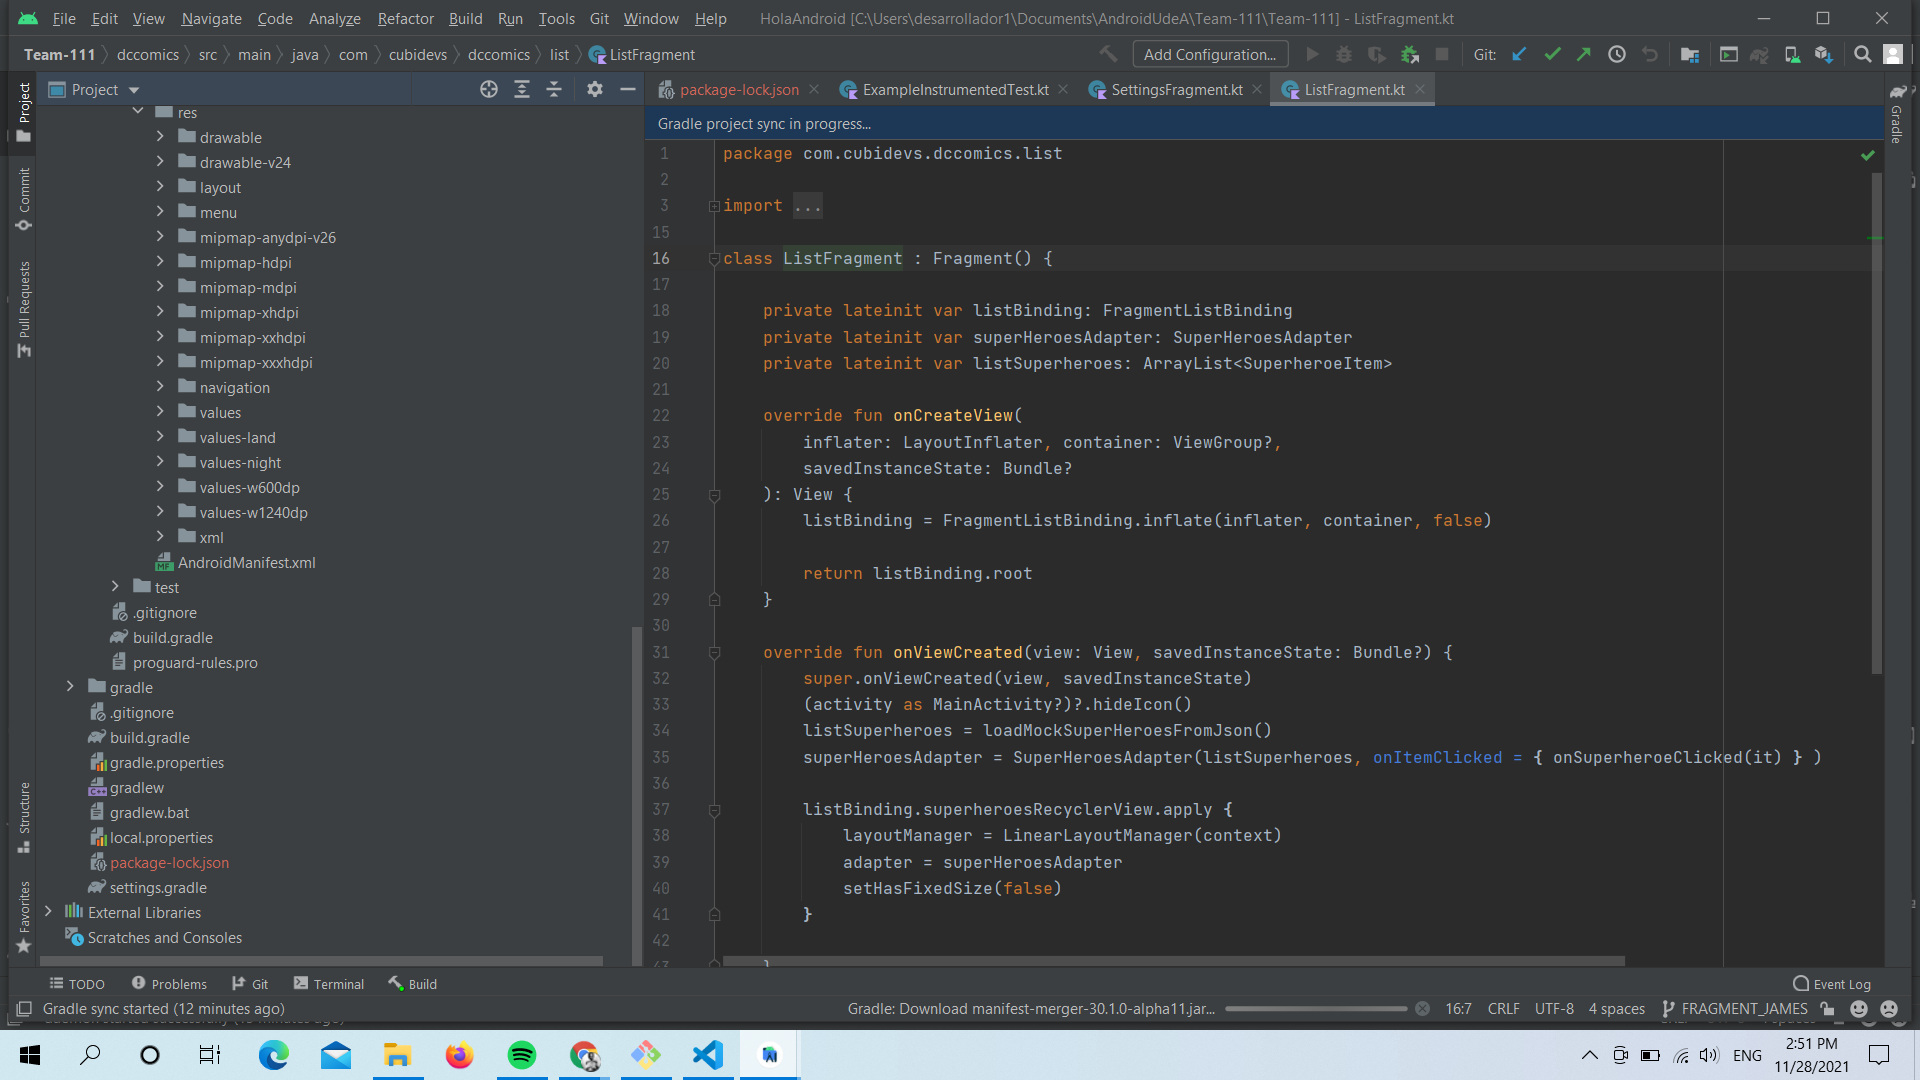 File Edit View Navigate Code Analyze Refactor Build Run Tools Git Window Help HolaAndroid [C:\Users\desarrollador1\Documents\AndroidUdeA\Team-111\Team-111] - ListFragment.kt
Team-111 dccomics src main java com cubidevs dccomics list ListFragment Add Configuration... Git:
Project
package-lock.json ExampleInstrumentedTest.kt SettingsFragment.kt ListFragment.kt
Gradle project sync in progress...
Project
Commit
Pull Requests
Structure
Favorites
Gradle
res
drawable
drawable-v24
layout
menu
mipmap-anydpi-v26
mipmap-hdpi
mipmap-mdpi
mipmap-xhdpi
mipmap-xxhdpi
mipmap-xxxhdpi
navigation
values
values-land
values-night
values-w600dp
values-w1240dp
xml
AndroidManifest.xml
test
.gitignore
build.gradle
proguard-rules.pro
gradle
.gitignore
build.gradle
gradle.properties
gradlew
gradlew.bat
local.properties
package-lock.json
settings.gradle
External Libraries
Scratches and Consoles
1 package com.cubidevs.dccomics.list
2
3 import ...
15
16 class ListFragment : Fragment() {
17
18 private lateinit var listBinding: FragmentListBinding
19 private lateinit var superHeroesAdapter: SuperHeroesAdapter
20 private lateinit var listSuperheroes: ArrayList<SuperheroeItem>
21
22 override fun onCreateView(
23 inflater: LayoutInflater, container: ViewGroup?,
24 savedInstanceState: Bundle?
25 ): View {
26 listBinding = FragmentListBinding.inflate(inflater, container, false)
27
28 return listBinding.root
29 }
30
31 override fun onViewCreated(view: View, savedInstanceState: Bundle?) {
32 super.onViewCreated(view, savedInstanceState)
33 (activity as MainActivity?)?.hideIcon()
34 listSuperheroes = loadMockSuperHeroesFromJson()
35 superHeroesAdapter = SuperHeroesAdapter(listSuperheroes, onItemClicked = { onSuperheroeClicked(it) } )
36
37 listBinding.superheroesRecyclerView.apply {
38 layoutManager = LinearLayoutManager(context)
39 adapter = superHeroesAdapter
40 setHasFixedSize(false)
41 }
42
TODO Problems Git Terminal Build Event Log
Gradle sync started (12 minutes ago) Gradle: Download manifest-merger-30.1.0-alpha11.jar... 16:7 CRLF UTF-8 4 spaces FRAGMENT_JAMES
ENG 2:51 PM
11/28/2021